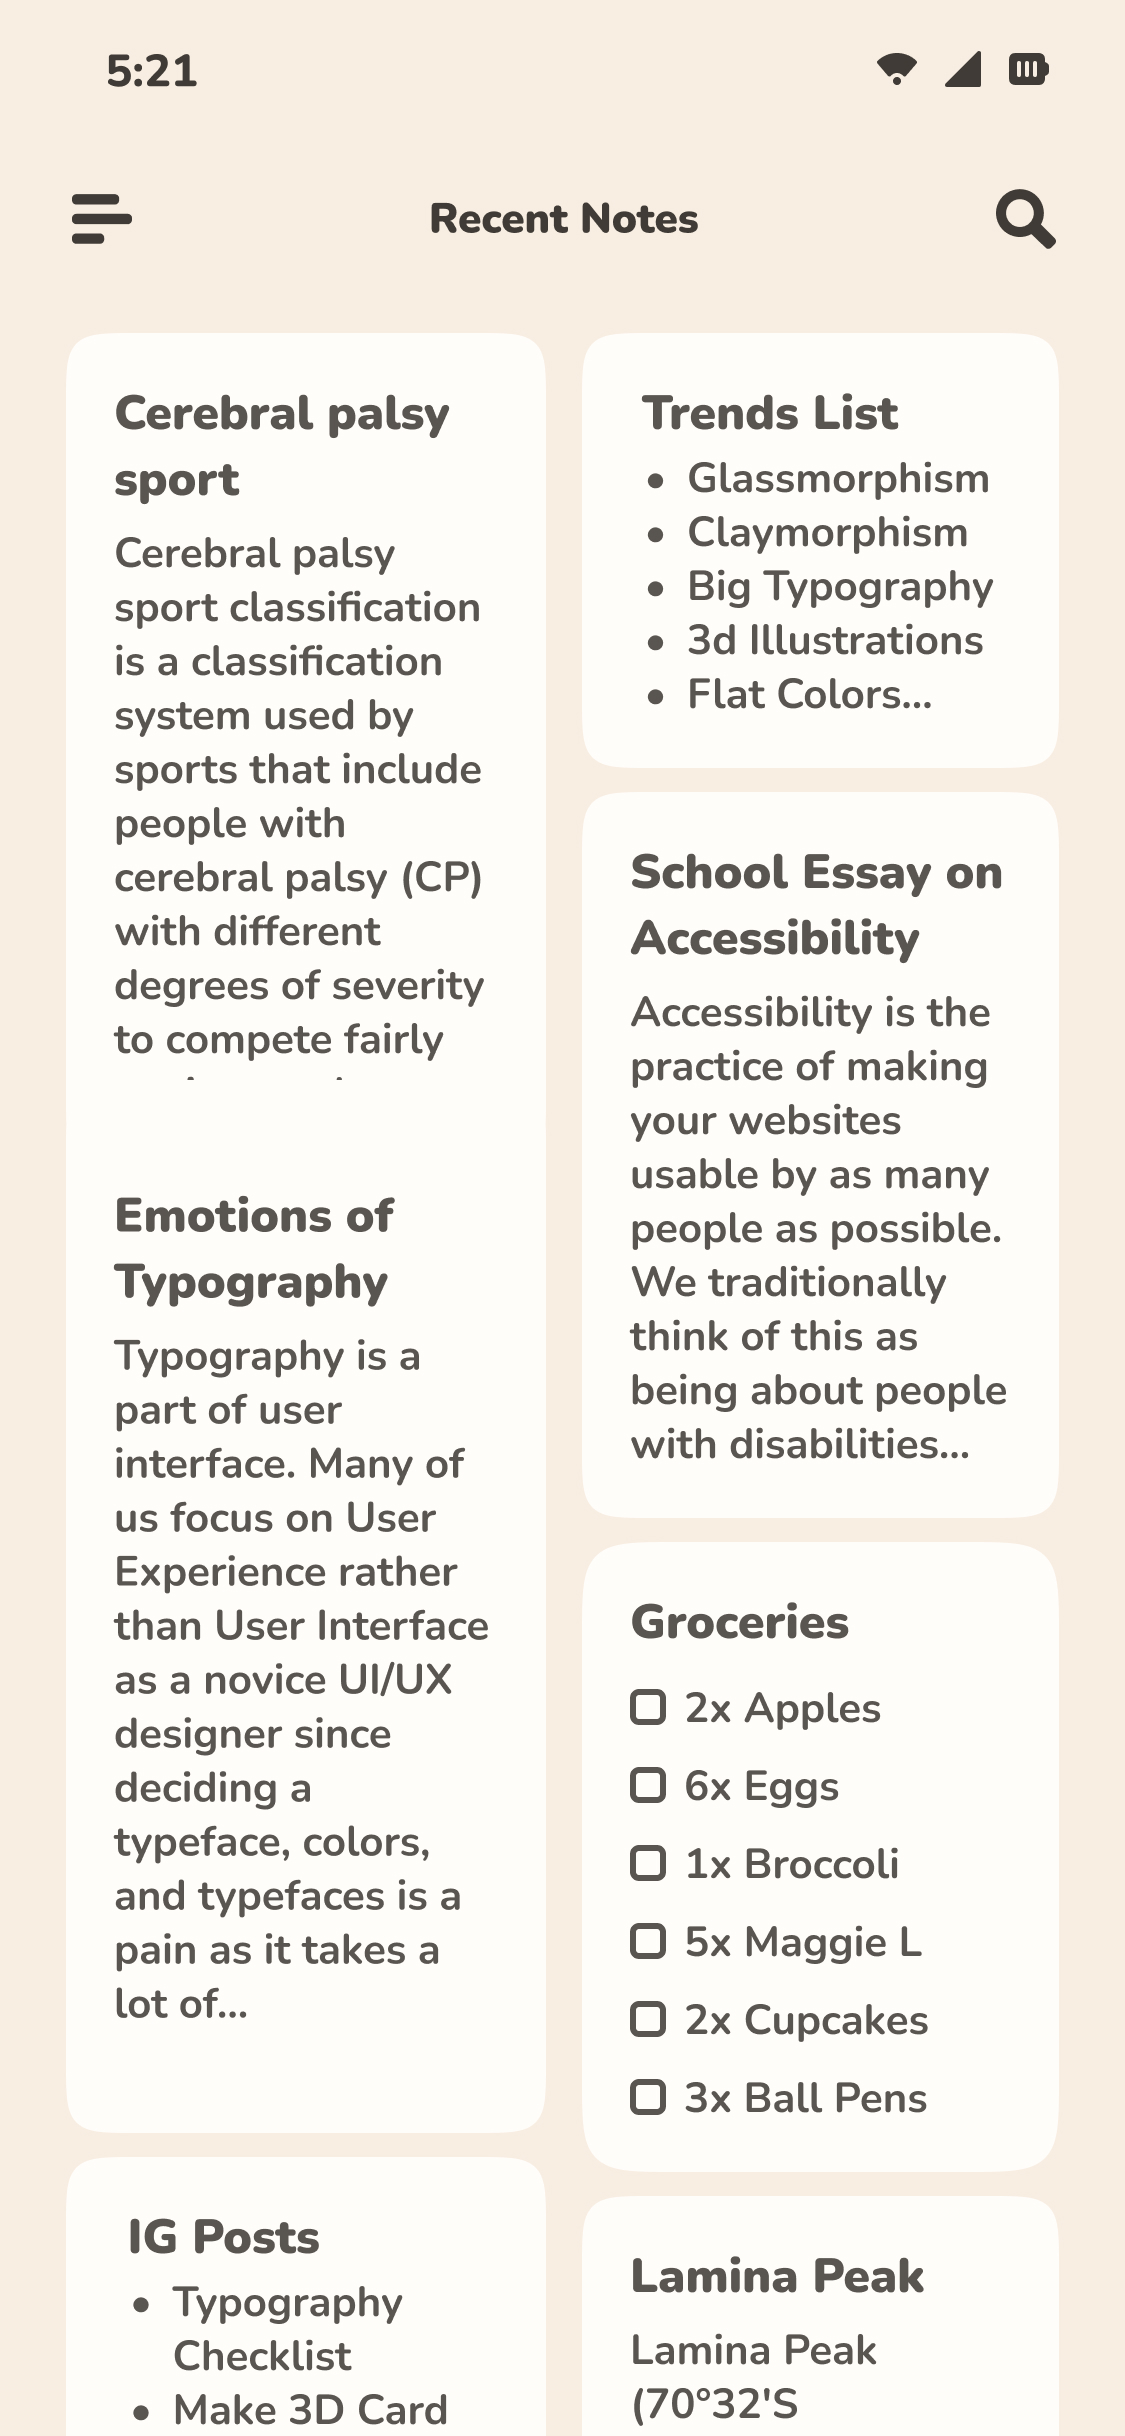 5:21
Recent Notes
Cerebral palsy
sport
Cerebral palsy
sport classification
is a classification
system used by
sports that include
people with
cerebral palsy (CP)
with different
degrees of severity
to compete fairly
Emotions of
Typography
Typography is a
part of user
interface. Many of
us focus on User
Experience rather
than User Interface
as a novice UI/UX
designer since
deciding a
typeface, colors,
and typefaces is a
pain as it takes a
lot of...
IG Posts
• Typography
Checklist
• Make 3D Card
Trends List
• Glassmorphism
• Claymorphism
• Big Typography
• 3d Illustrations
• Flat Colors...
School Essay on
Accessibility
Accessibility is the
practice of making
your websites
usable by as many
people as possible.
We traditionally
think of this as
being about people
with disabilities...
Groceries
2x Apples
6x Eggs
1x Broccoli
5x Maggie L
2x Cupcakes
3x Ball Pens
Lamina Peak
Lamina Peak
(70°32'S